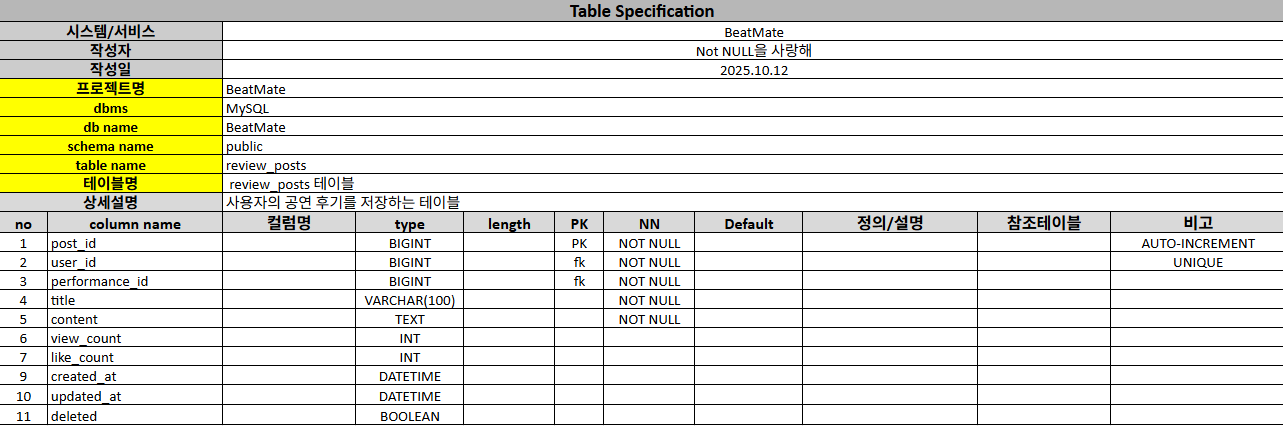 Table Specification
시스템/서비스 BeatMate
작성자 Not NULL을 사랑해
작성일 2025.10.12
프로젝트명 BeatMate
dbms MySQL
db name BeatMate
schema name public
table name review_posts
테이블명 review_posts 테이블
상세설명 사용자의 공연 후기를 저장하는 테이블
no column name 컬럼명 type length PK NN Default 정의/설명 참조테이블 비고
1 post_id BIGINT PK NOT NULL AUTO-INCREMENT
2 user_id BIGINT fk NOT NULL UNIQUE
3 performance_id BIGINT fk NOT NULL
4 title VARCHAR(100) NOT NULL
5 content TEXT NOT NULL
6 view_count INT
7 like_count INT
9 created_at DATETIME
10 updated_at DATETIME
11 deleted BOOLEAN